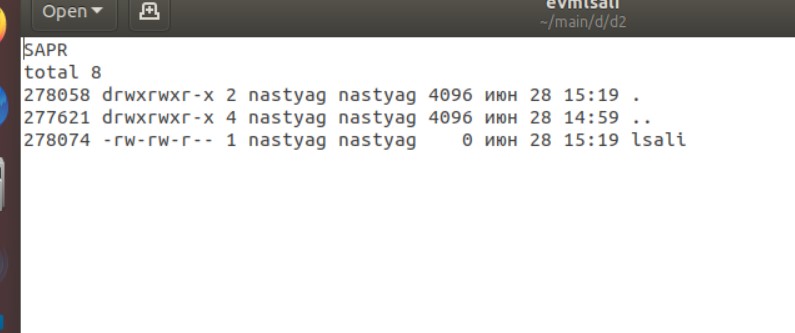 Open
evmlsali
~/main/d/d2
SAPR
total 8
278058 drwxrwxr-x 2 nastyag nastyag 4096 июн 28 15:19 .
277621 drwxrwxr-x 4 nastyag nastyag 4096 июн 28 14:59 ..
278074 -rw-rw-r-- 1 nastyag nastyag    0 июн 28 15:19 lsali